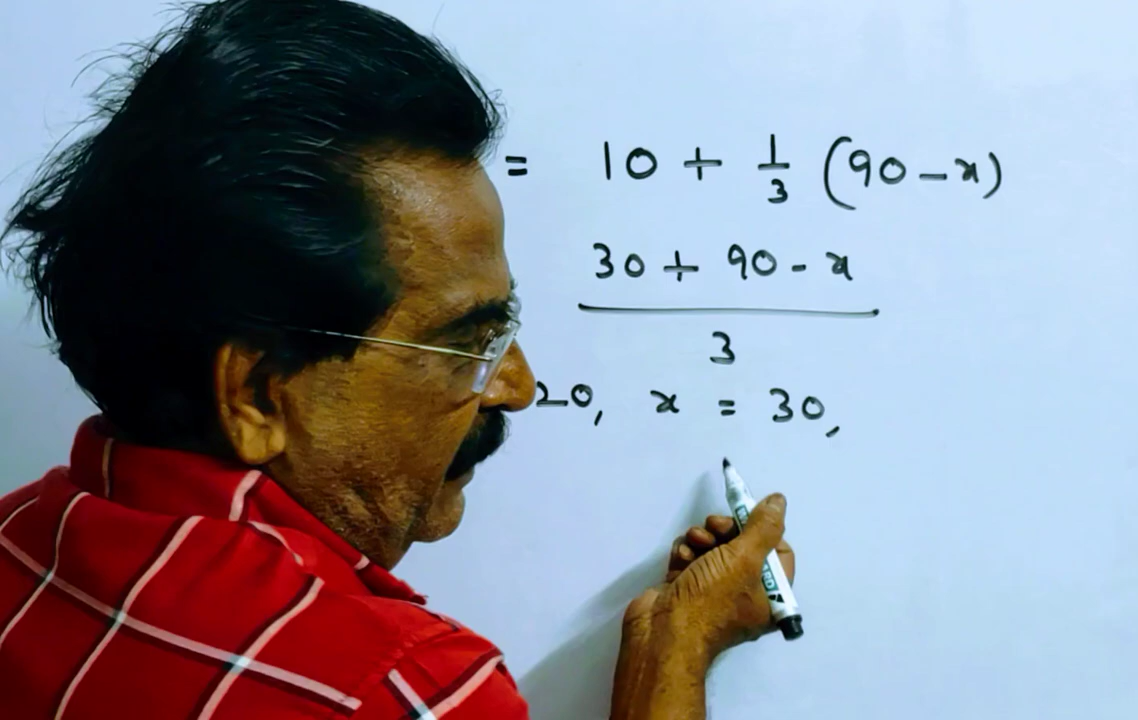 = 10 + 1/3 (90 - x)
30 + 90 - x
3
20, x = 30,